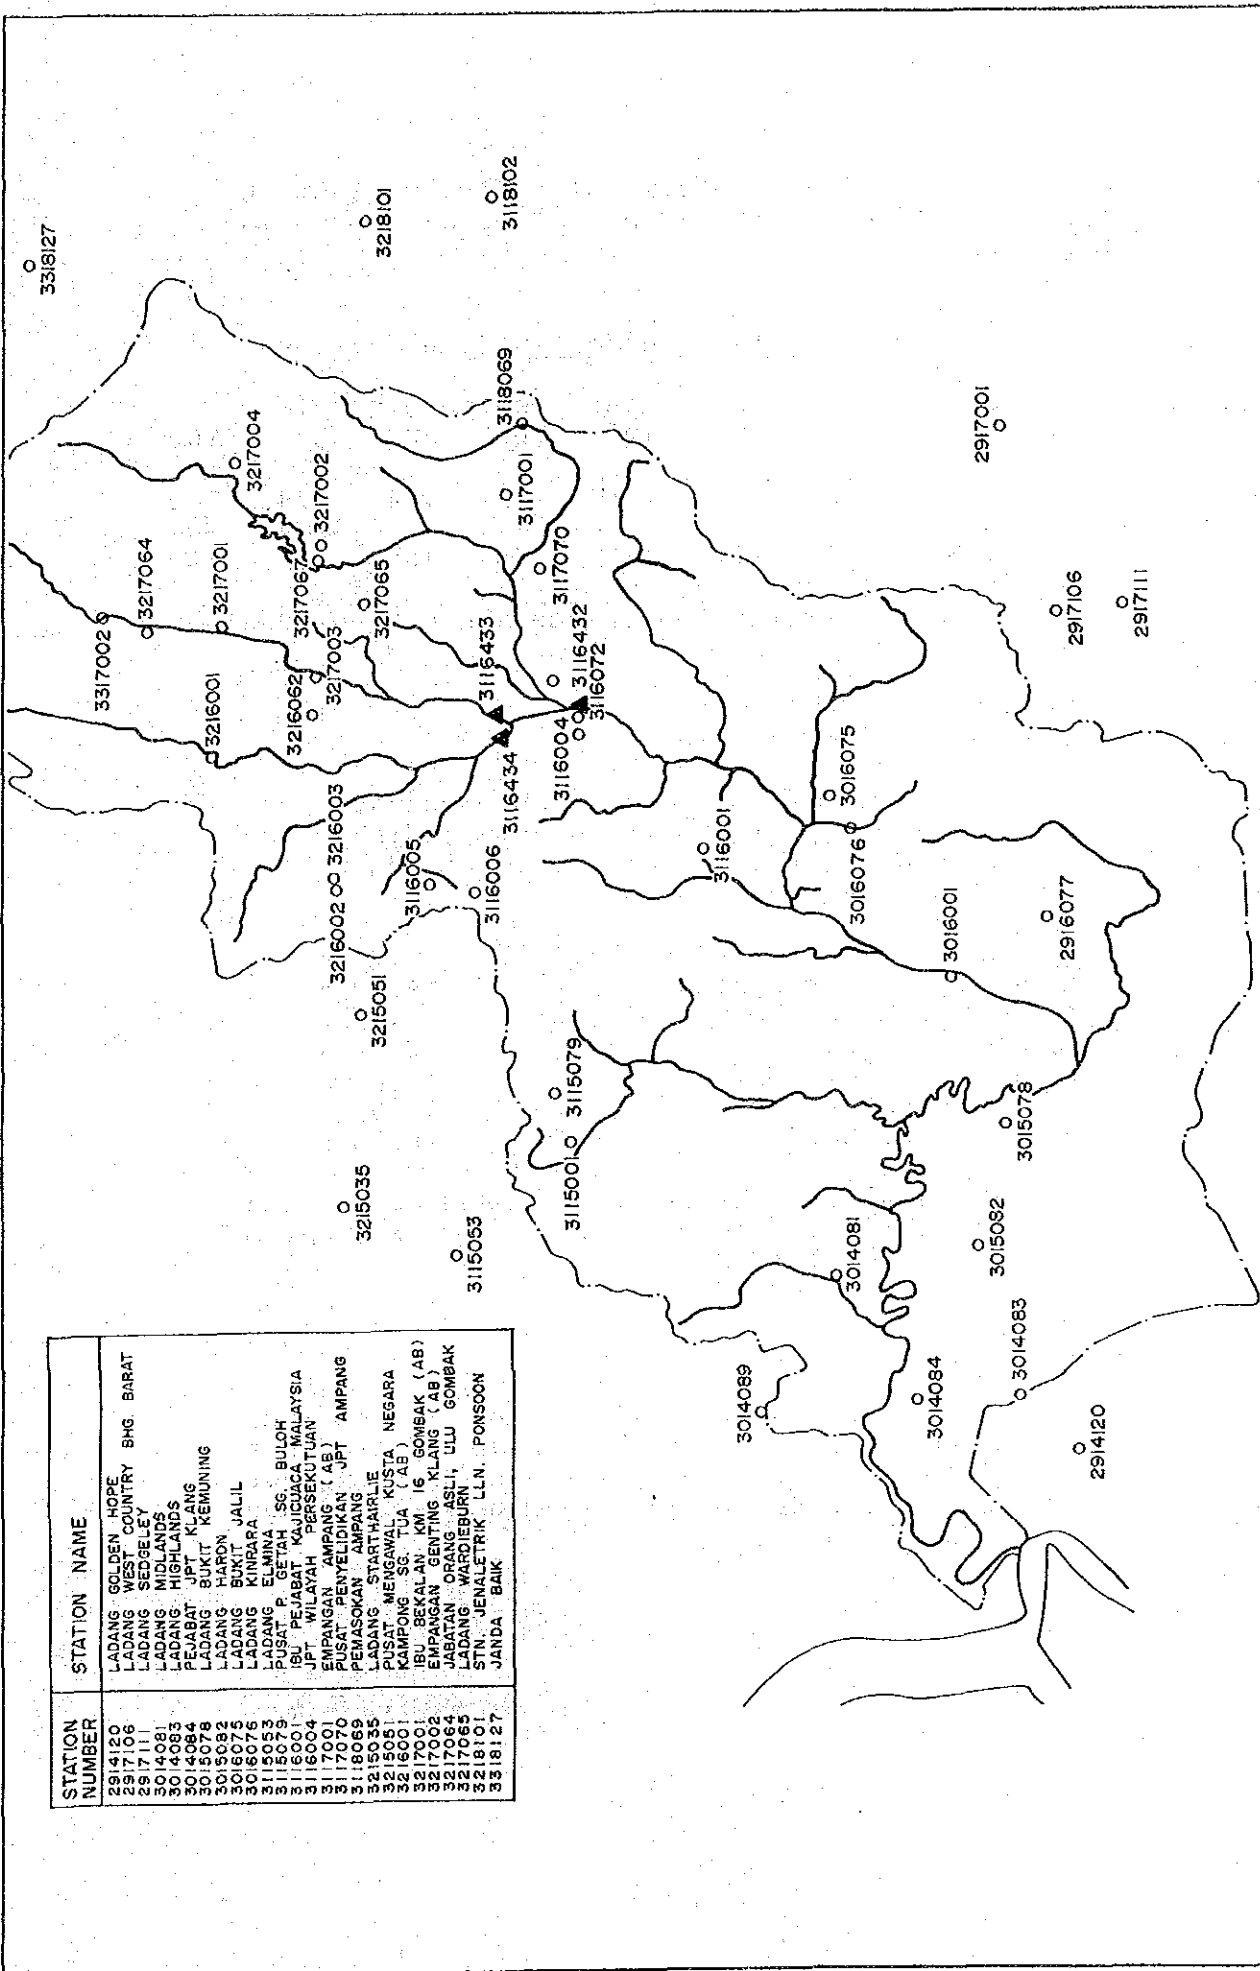 STATION NUMBER STATION NAME
2914120 LADANG GOLDEN HOPE
2917106 LADANG WEST COUNTRY BHG. BARAT
2917111 LADANG SEDGELEY
3014081 LADANG MIDLANDS
3014083 LADANG HIGHLANDS
3014084 PEJABAT JPT KLANG
3015078 LADANG BUKIT KEMUNING
3015082 LADANG HARON
3016075 LADANG BUKIT JALIL
3016076 LADANG KINRARA
3115053 LADANG ELMINA
3115079 PUSAT P. GETAH SG. BULOH
3116001 IBU PEJABAT KAJICUACA MALAYSIA
3116004 JPT WILAYAH PERSEKUTUAN
3117001 EMPANGAN AMPANG (AB)
3117070 PUSAT PENYELIDIKAN JPT AMPANG
3118069 PEMASOKAN AMPANG
3215035 LADANG STARTHAIRLIE
3215051 PUSAT MENGAWAL KUSTA NEGARA
3216001 KAMPONG SG. TUA (AB)
3217001 IBU BEKALAN KM. 16 GOMBAK (AB)
3217002 EMPANGAN GENTING KLANG (AB)
3217064 JABATAN ORANG ASLI, ULU GOMBAK
3217065 LADANG WARDIEBURN
3218101 STN. JENALETRIK LLN. PONSOON
3318127 JANDA BAIK
3215035
3115053
3215051
3216002
3216003
3116005
3116006
3216001
3216062
3217003
3317002
3217064
3217001
3217067
3217002
3217065
3217004
3318127
3218101
3118102
3118069
3117001
3117070
3116433
3116432
3116072
3116434
3116004
3115079
3115001
3116001
3016075
3016076
3014089
3014081
3014084
3015082
3014083
2914120
3015078
3016001
2916077
2917001
2917106
2917111